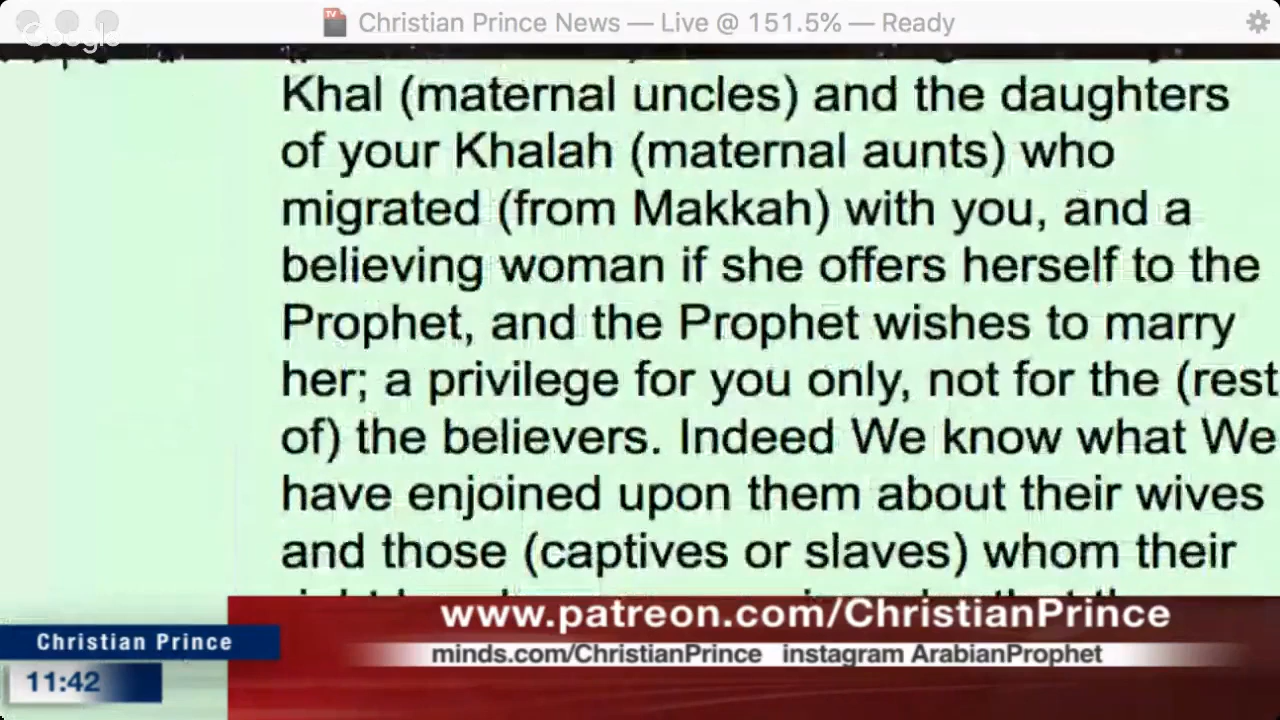 Christian Prince News — Live @ 151.5% — Ready
Google
Khal (maternal uncles) and the daughters
of your Khalah (maternal aunts) who
migrated (from Makkah) with you, and a
believing woman if she offers herself to the
Prophet, and the Prophet wishes to marry
her; a privilege for you only, not for the (rest
of) the believers. Indeed We know what We
have enjoined upon them about their wives
and those (captives or slaves) whom their
www.patreon.com/ChristianPrince
Christian Prince
minds.com/ChristianPrince instagram ArabianProphet
11:42